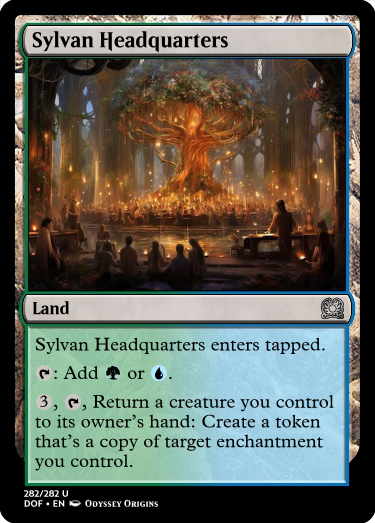 Sylvan Headquarters
Land
Sylvan Headquarters enters tapped.
: Add or .
3, , Return a creature you control
to its owner's hand: Create a token
that's a copy of target enchantment
you control.
282/282 U
DOF • EN Odyssey Origins